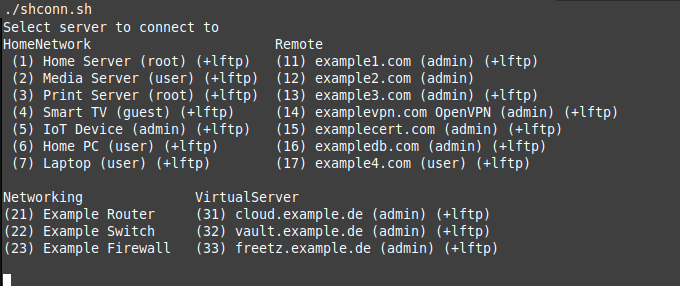 ./shconn.sh
Select server to connect to
HomeNetwork Remote
(1) Home Server (root) (+lftp) (11) example1.com (admin) (+lftp)
(2) Media Server (user) (+lftp) (12) example2.com (admin)
(3) Print Server (root) (+lftp) (13) example3.com (admin) (+lftp)
(4) Smart TV (guest) (+lftp) (14) examplevpn.com OpenVPN (admin) (+lftp)
(5) IoT Device (admin) (+lftp) (15) examplecert.com (admin) (+lftp)
(6) Home PC (user) (+lftp) (16) exampledb.com (admin) (+lftp)
(7) Laptop (user) (+lftp) (17) example4.com (user) (+lftp)
Networking VirtualServer
(21) Example Router (31) cloud.example.de (admin) (+lftp)
(22) Example Switch (32) vault.example.de (admin) (+lftp)
(23) Example Firewall (33) freetz.example.de (admin) (+lftp)